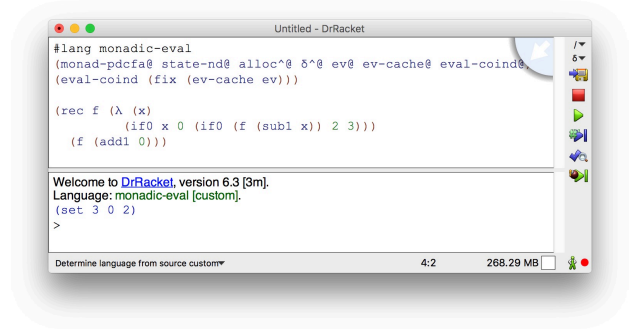 Untitled - DrRacket
#lang monadic-eval
(monad-pdcfa@ state-nd@ alloc^@ δ^@ ev@ ev-cache@ eval-coind@
(eval-coind (fix (ev-cache ev)))
(rec f (λ (x)
(if0 x 0 (if0 (f (sub1 x)) 2 3)))
(f (add1 0)))
/
δ
Welcome to DrRacket, version 6.3 [3m].
Language: monadic-eval [custom].
(set 3 0 2)
>
Determine language from source custom
4:2
268.29 MB